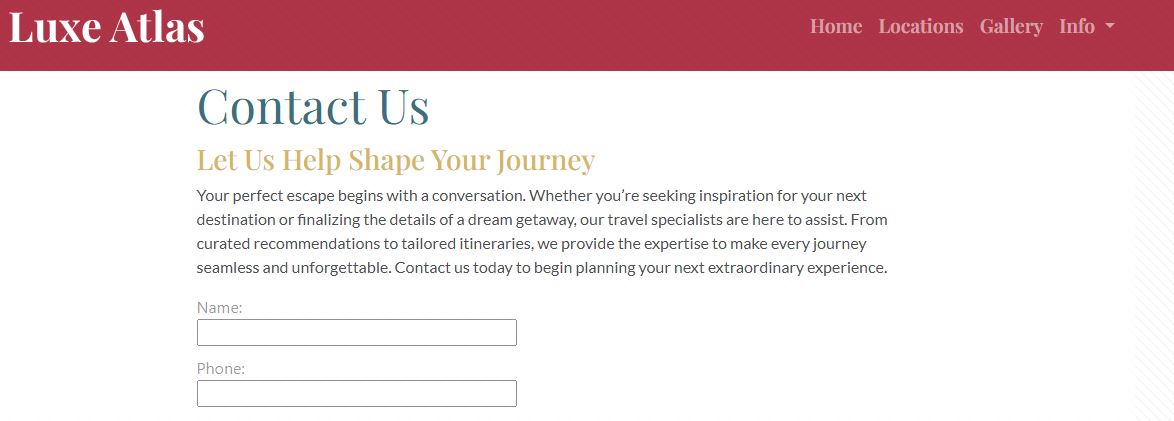 Luxe Atlas
Home Locations Gallery Info
Contact Us
Let Us Help Shape Your Journey
Your perfect escape begins with a conversation. Whether you’re seeking inspiration for your next
destination or finalizing the details of a dream getaway, our travel specialists are here to assist. From
curated recommendations to tailored itineraries, we provide the expertise to make every journey
seamless and unforgettable. Contact us today to begin planning your next extraordinary experience.
Name:
Phone: